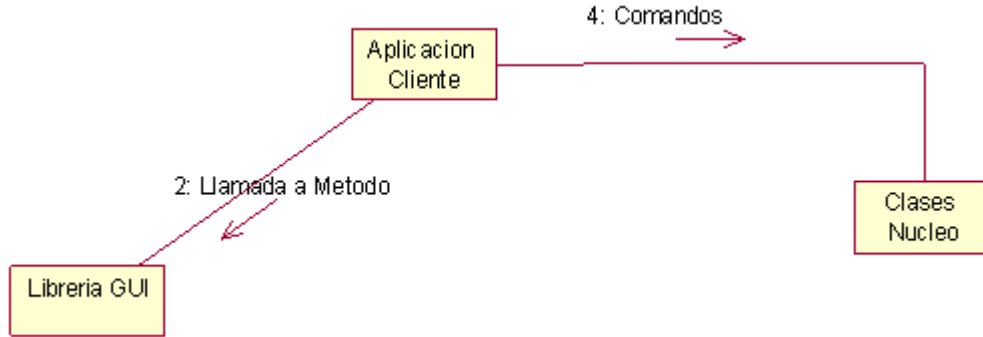 4: Comandos
Aplicacion
Cliente
2: Llamada a Metodo
Clases
Nucleo
Libreria GUI